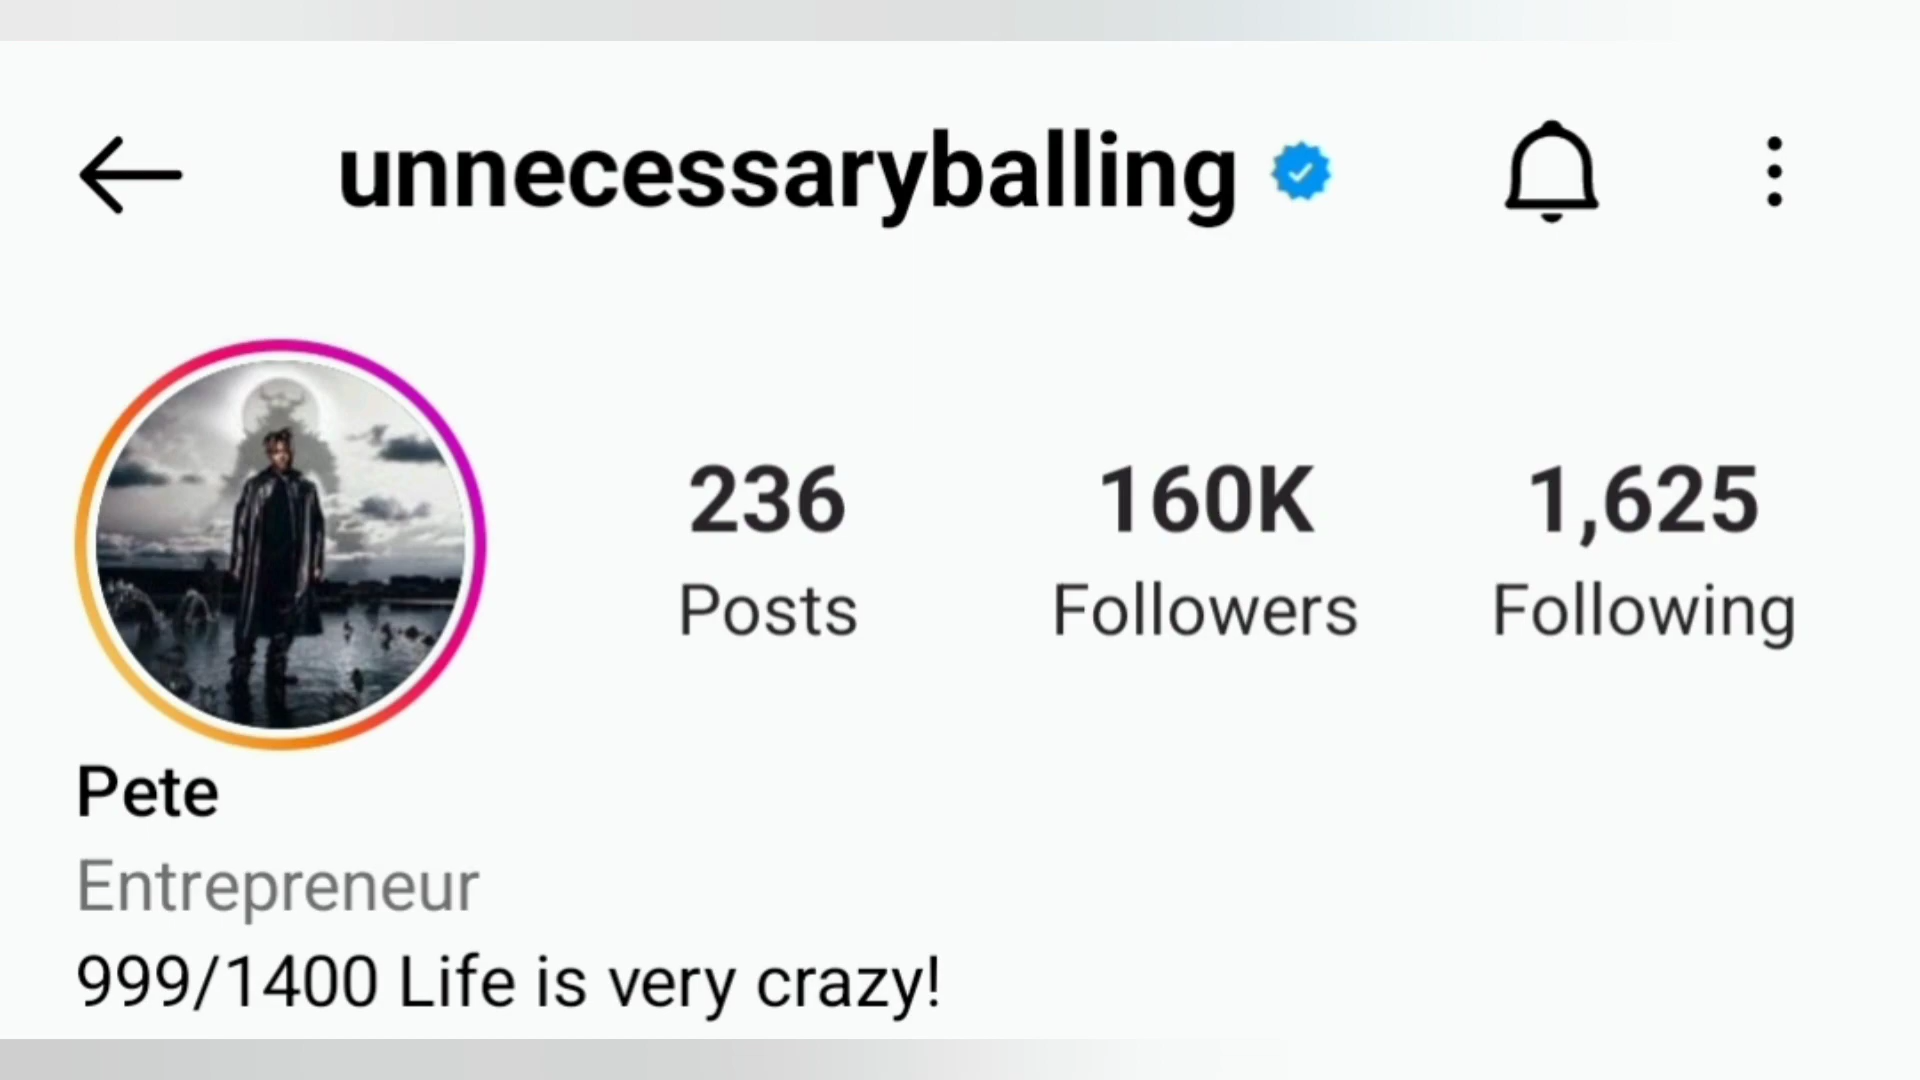 unnecessaryballing
236 160K 1,625
Posts Followers Following
Pete
Entrepreneur
999/1400 Life is very crazy!